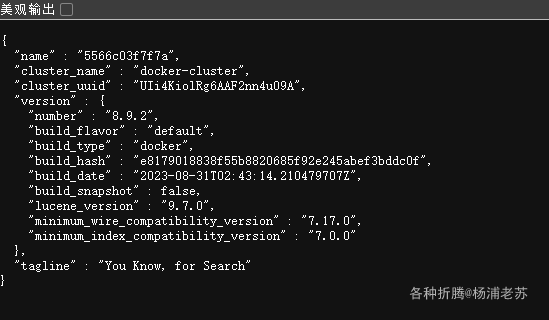 美观输出
{
  "name" : "5566c03f7f7a",
  "cluster_name" : "docker-cluster",
  "cluster_uuid" : "UIi4KiolRg6AAF2nn4u09A",
  "version" : {
    "number" : "8.9.2",
    "build_flavor" : "default",
    "build_type" : "docker",
    "build_hash" : "e8179018838f55b8820685f92e245abef3bddc0f",
    "build_date" : "2023-08-31T02:43:14.210479707Z",
    "build_snapshot" : false,
    "lucene_version" : "9.7.0",
    "minimum_wire_compatibility_version" : "7.17.0",
    "minimum_index_compatibility_version" : "7.0.0"
  },
  "tagline" : "You Know, for Search"
}
各种折腾@杨浦老苏